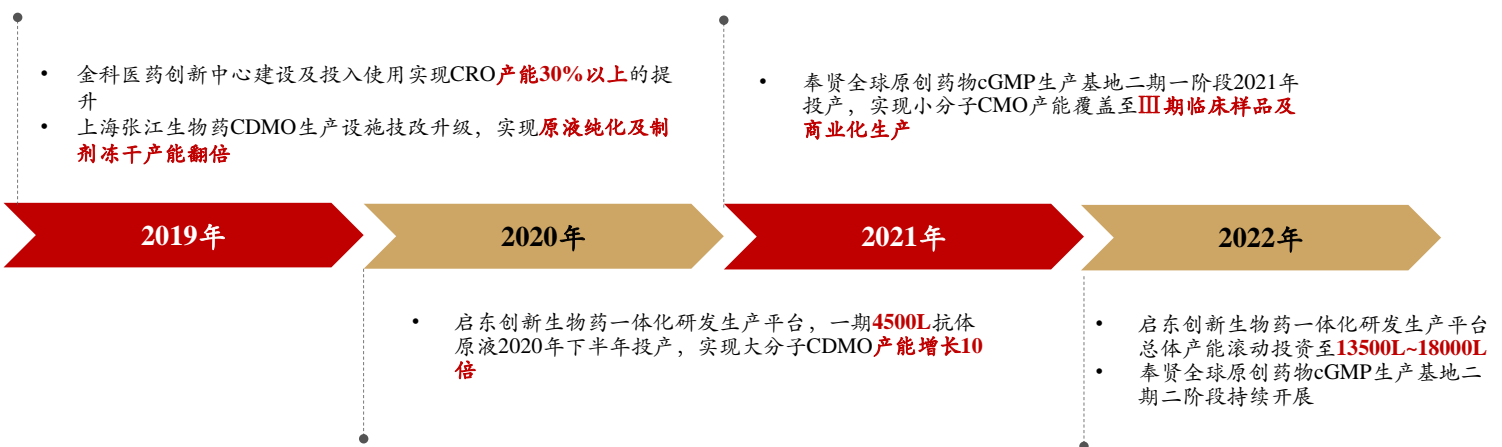 • 金科医药创新中心建设及投入使用实现CRO产能30%以上的提
升
• 上海张江生物药CDMO生产设施技改升级，实现原液纯化及制
剂冻干产能翻倍
• 奉贤全球原创药物cGMP生产基地二期一阶段2021年
投产，实现小分子CMO产能覆盖至Ⅲ期临床样品及
商业化生产
2019年
2020年
2021年
2022年
• 启东创新生物药一体化研发生产平台，一期4500L抗体
原液2020年下半年投产，实现大分子CDMO产能增长10
倍
• 启东创新生物药一体化研发生产平台
总体产能滚动投资至13500L~18000L
• 奉贤全球原创药物cGMP生产基地二
期二阶段持续开展